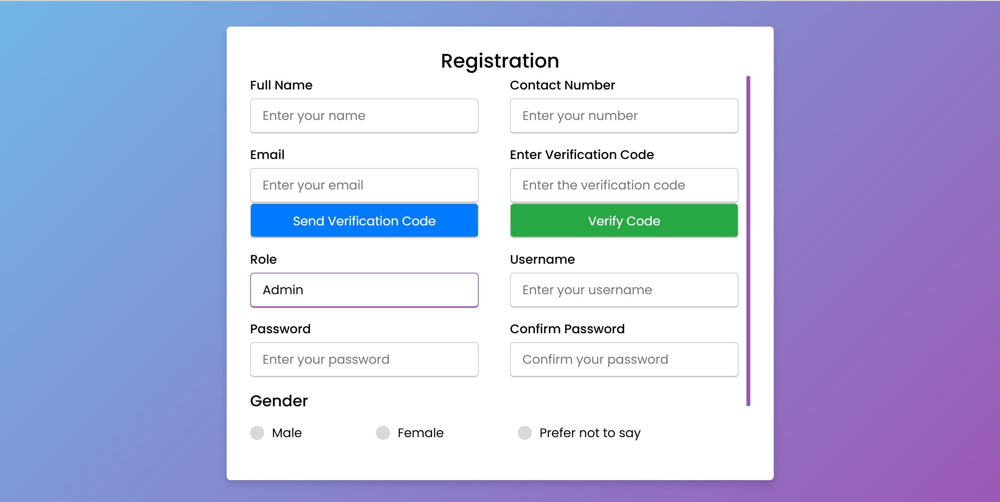 Registration
Full Name
Contact Number
Enter your name
Enter your number
Email
Enter Verification Code
Enter your email
Enter the verification code
Send Verification Code
Verify Code
Role
Username
Admin
Enter your username
Password
Confirm Password
Enter your password
Confirm your password
Gender
Male
Female
Prefer not to say